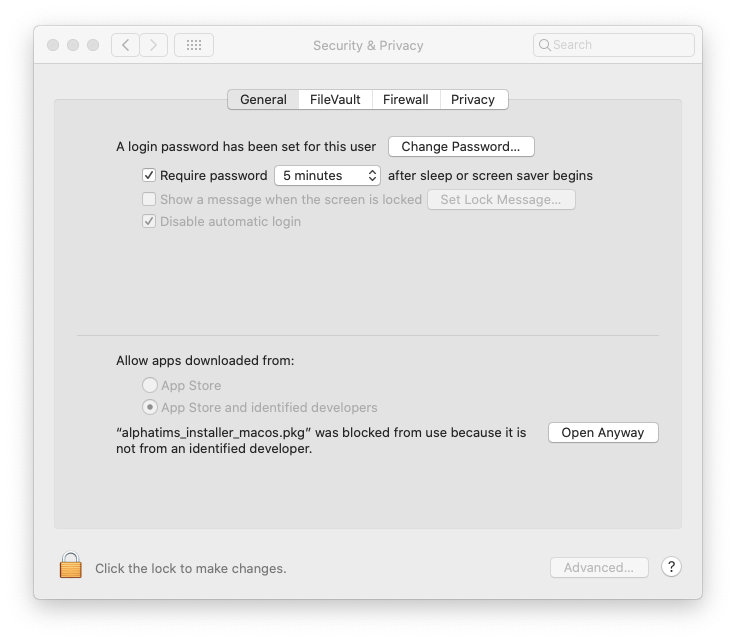 Security & Privacy
Search
General FileVault Firewall Privacy
A login password has been set for this user Change Password...
Require password 5 minutes after sleep or screen saver begins
Show a message when the screen is locked Set Lock Message...
Disable automatic login
Allow apps downloaded from:
App Store
App Store and identified developers
“alphatims_installer_macos.pkg” was blocked from use because it is Open Anyway
not from an identified developer.
Click the lock to make changes. Advanced... ?